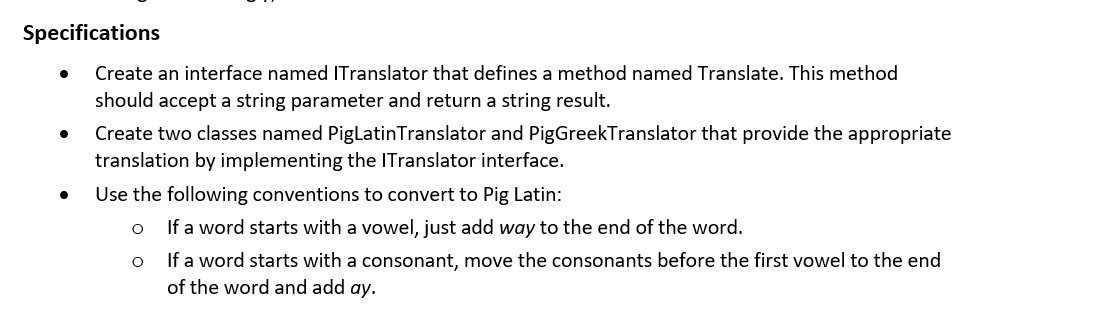 Specifications
• Create an interface named ITranslator that defines a method named Translate. This method
should accept a string parameter and return a string result.
• Create two classes named PigLatinTranslator and PigGreekTranslator that provide the appropriate
translation by implementing the ITranslator interface.
• Use the following conventions to convert to Pig Latin:
o If a word starts with a vowel, just add way to the end of the word.
o If a word starts with a consonant, move the consonants before the first vowel to the end
of the word and add ay.